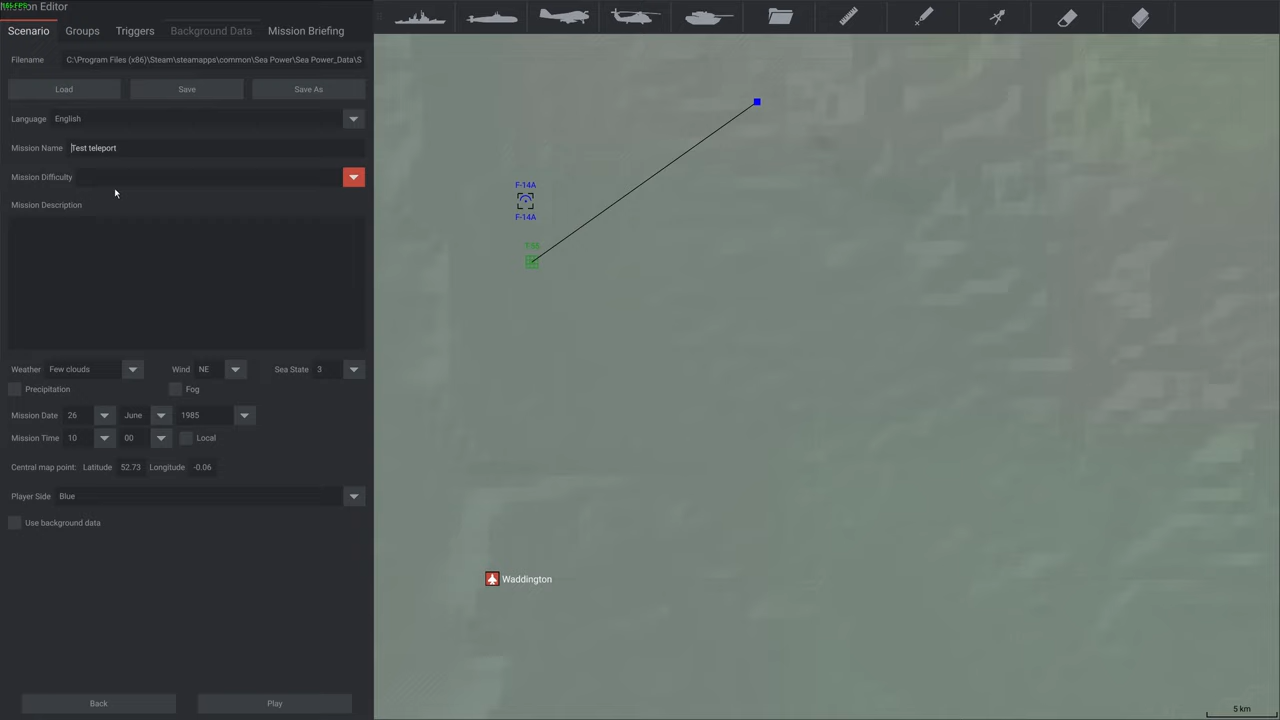 Mission Editor
Scenario
Groups
Triggers
Background Data
Mission Briefing
Filename
C:\Program Files (x86)\Steam\steamapps\common\Sea Power\Sea Power_Data\S
Load
Save
Save As
Language
English
Mission Name
Test teleport
Mission Difficulty
Mission Description
Weather
Few clouds
Wind
NE
Sea State
3
Precipitation
Fog
Mission Date
26
June
1985
Mission Time
10
00
Local
Central map point:
Latitude
52.73
Longitude
-0.06
Player Side
Blue
Use background data
Back
Play
F-14A
F-14A
Waddington
5 km